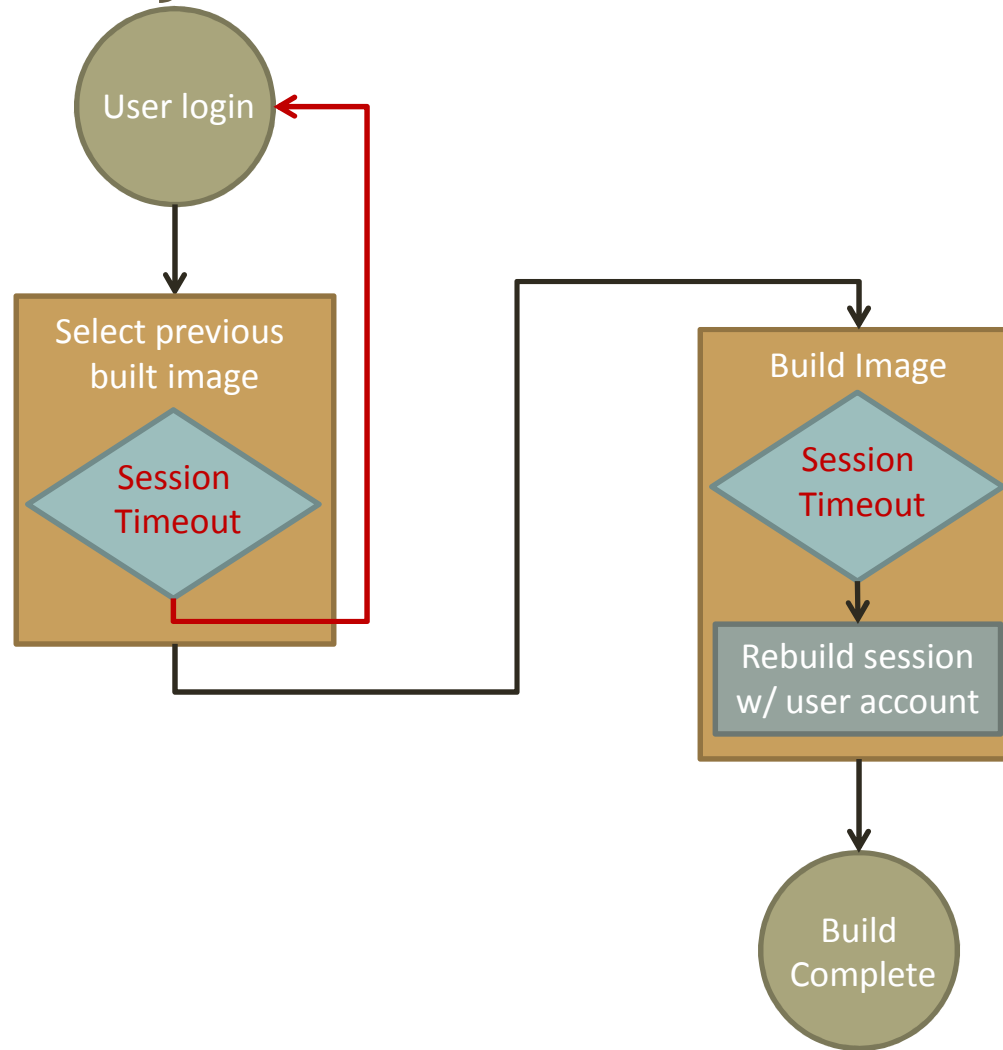 User login
Select previous
built image
Session
Timeout
Build Image
Session
Timeout
Rebuild session
w/ user account
Build
Complete